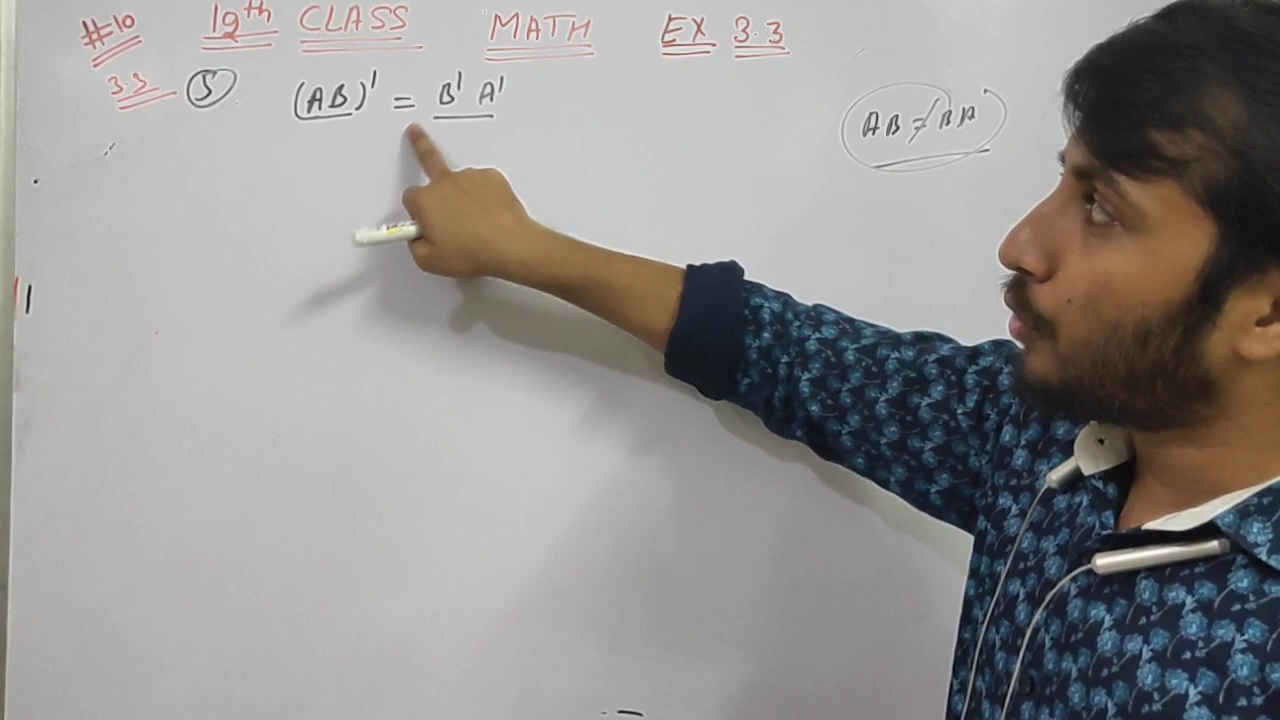 #10 12th CLASS MATH EX 3.3
3.3 5 (AB)' = B' A'
AB ≠ BA